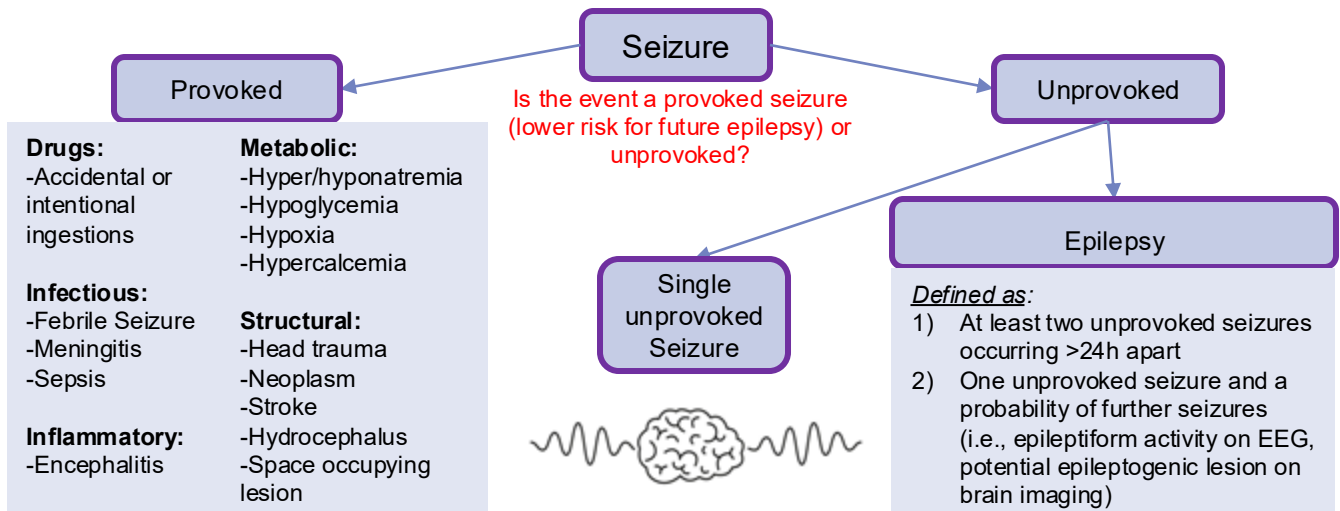 Seizure
Is the event a provoked seizure
(lower risk for future epilepsy) or
unprovoked?
Provoked
Drugs:
-Accidental or
intentional
ingestions
Infectious:
-Febrile Seizure
-Meningitis
-Sepsis
Inflammatory:
-Encephalitis
Metabolic:
-Hyper/hyponatremia
-Hypoglycemia
-Hypoxia
-Hypercalcemia
Structural:
-Head trauma
-Neoplasm
-Stroke
-Hydrocephalus
-Space occupying
lesion
Unprovoked
Single
unprovoked
Seizure
Epilepsy
Defined as:
1) At least two unprovoked seizures
occurring >24h apart
2) One unprovoked seizure and a
probability of further seizures
(i.e., epileptiform activity on EEG,
potential epileptogenic lesion on
brain imaging)